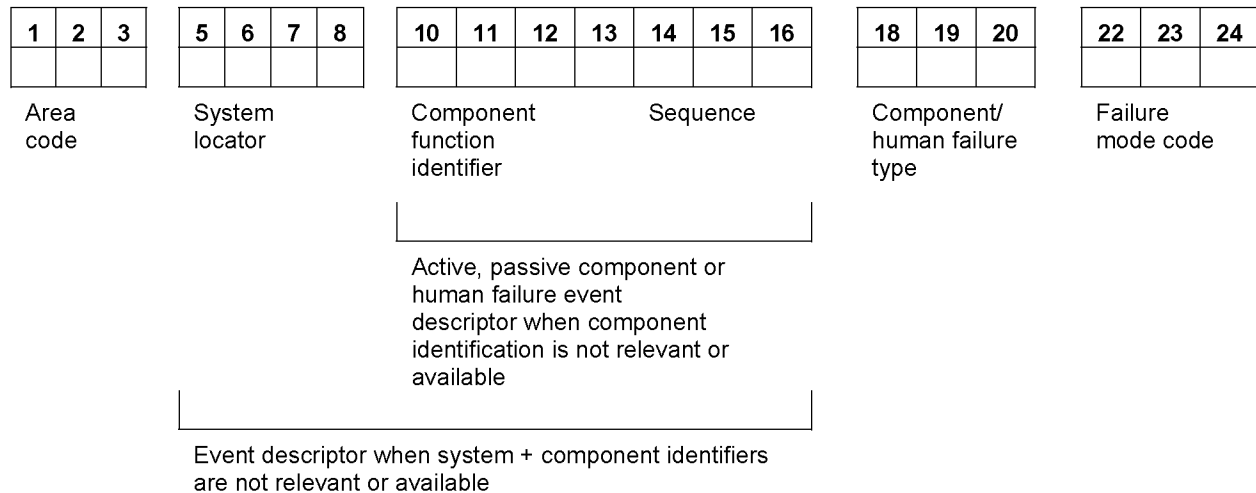 1 2 3 5 6 7 8 10 11 12 13 14 15 16 18 19 20 22 23 24
Area
code
System
locator
Component
function
identifier
Sequence
Component/
human failure
type
Failure
mode code
Active, passive component or
human failure event
descriptor when component
identification is not relevant or
available
Event descriptor when system + component identifiers
are not relevant or available